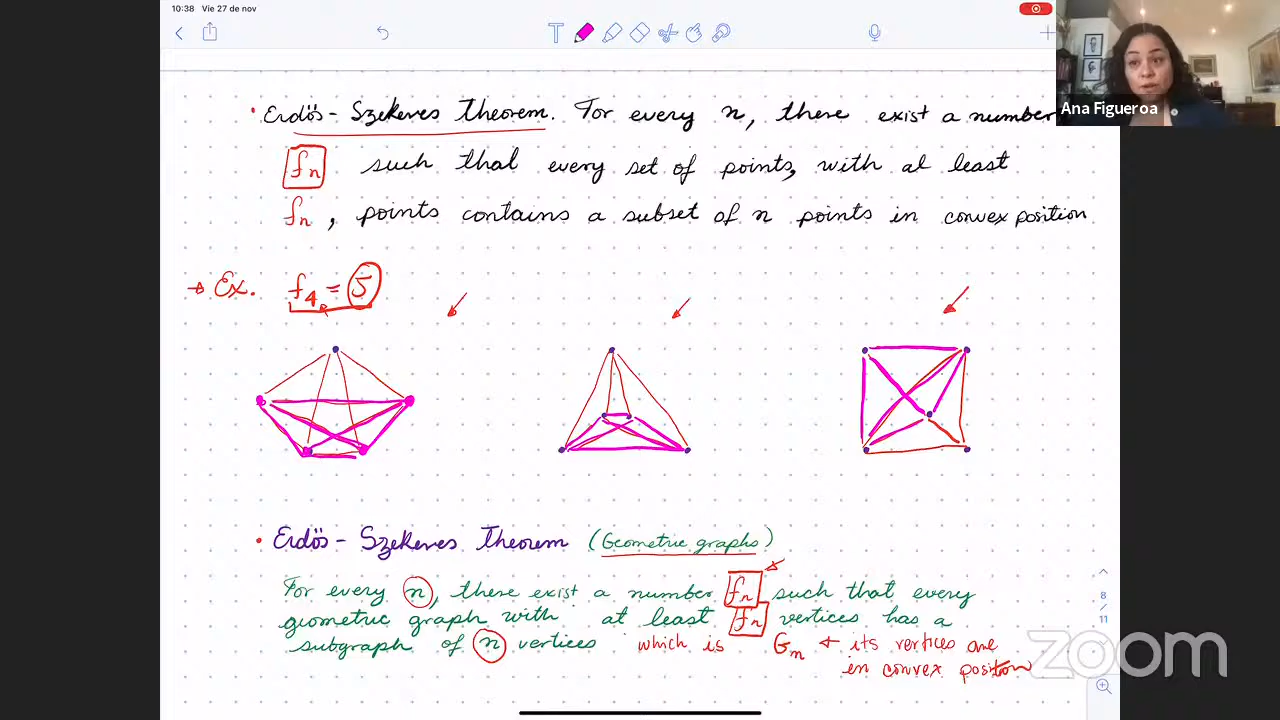 10:38 Vie 27 de nov
Ana Figueroa
• Erdős - Szekeres Theorem. For every n, there exist a number
fn such that every set of points, with at least
fn, points contains a subset of n points in convex position
→ Ex. f4 = 5
• Erdős - Szekeres Theorem (Geometric graphs)
For every n, there exist a number fn such that every
geometric graph with at least fn vertices has a
subgraph of n vertices which is Gn + its vertices are
in convex position
8
/
11
zoom